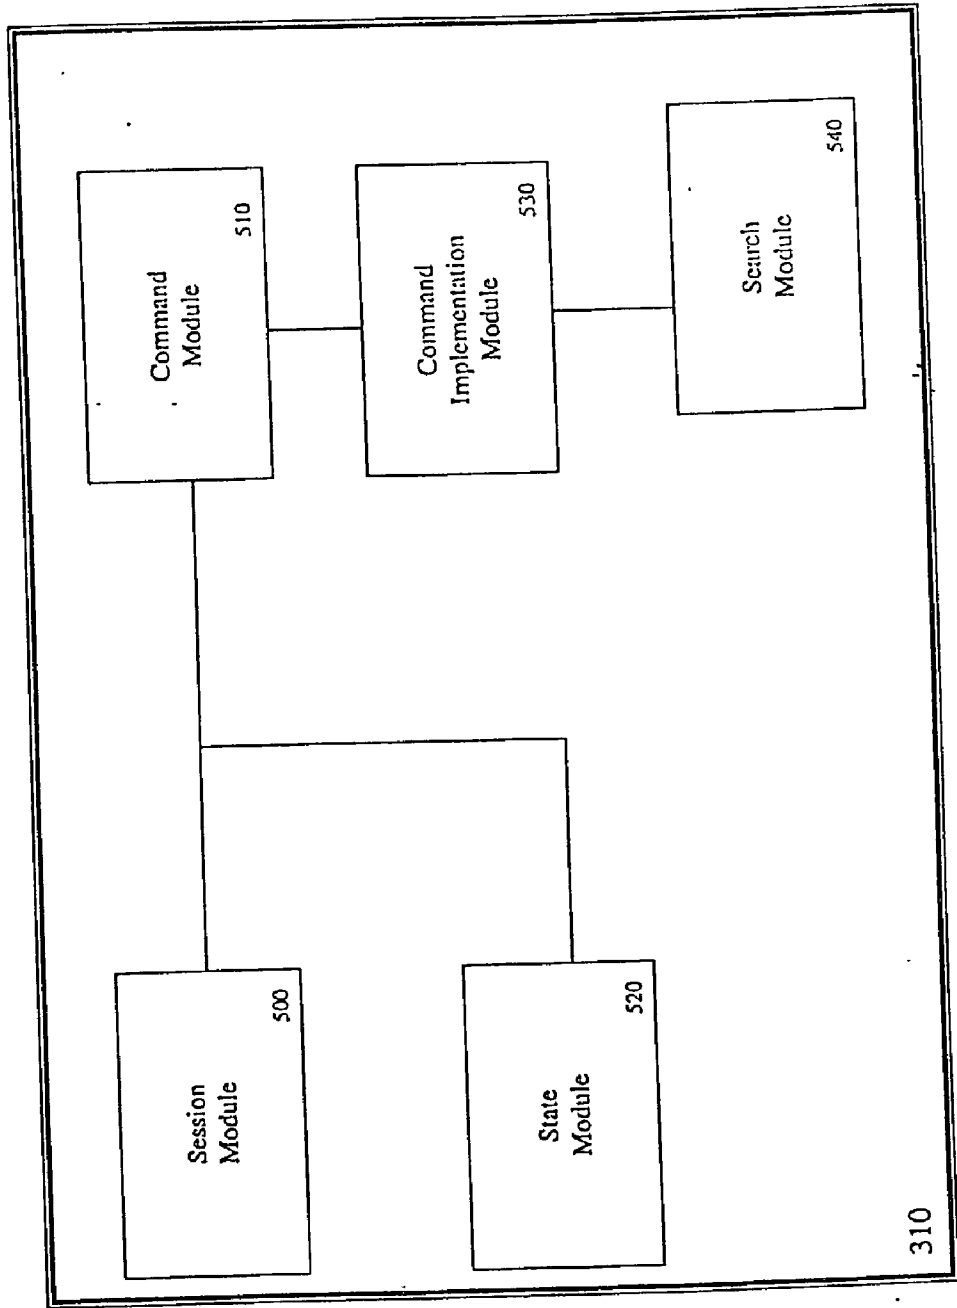 Session
Module
500
Command
Module
510
State
Module
520
Command
Implementation
Module
530
Search
Module
540
310